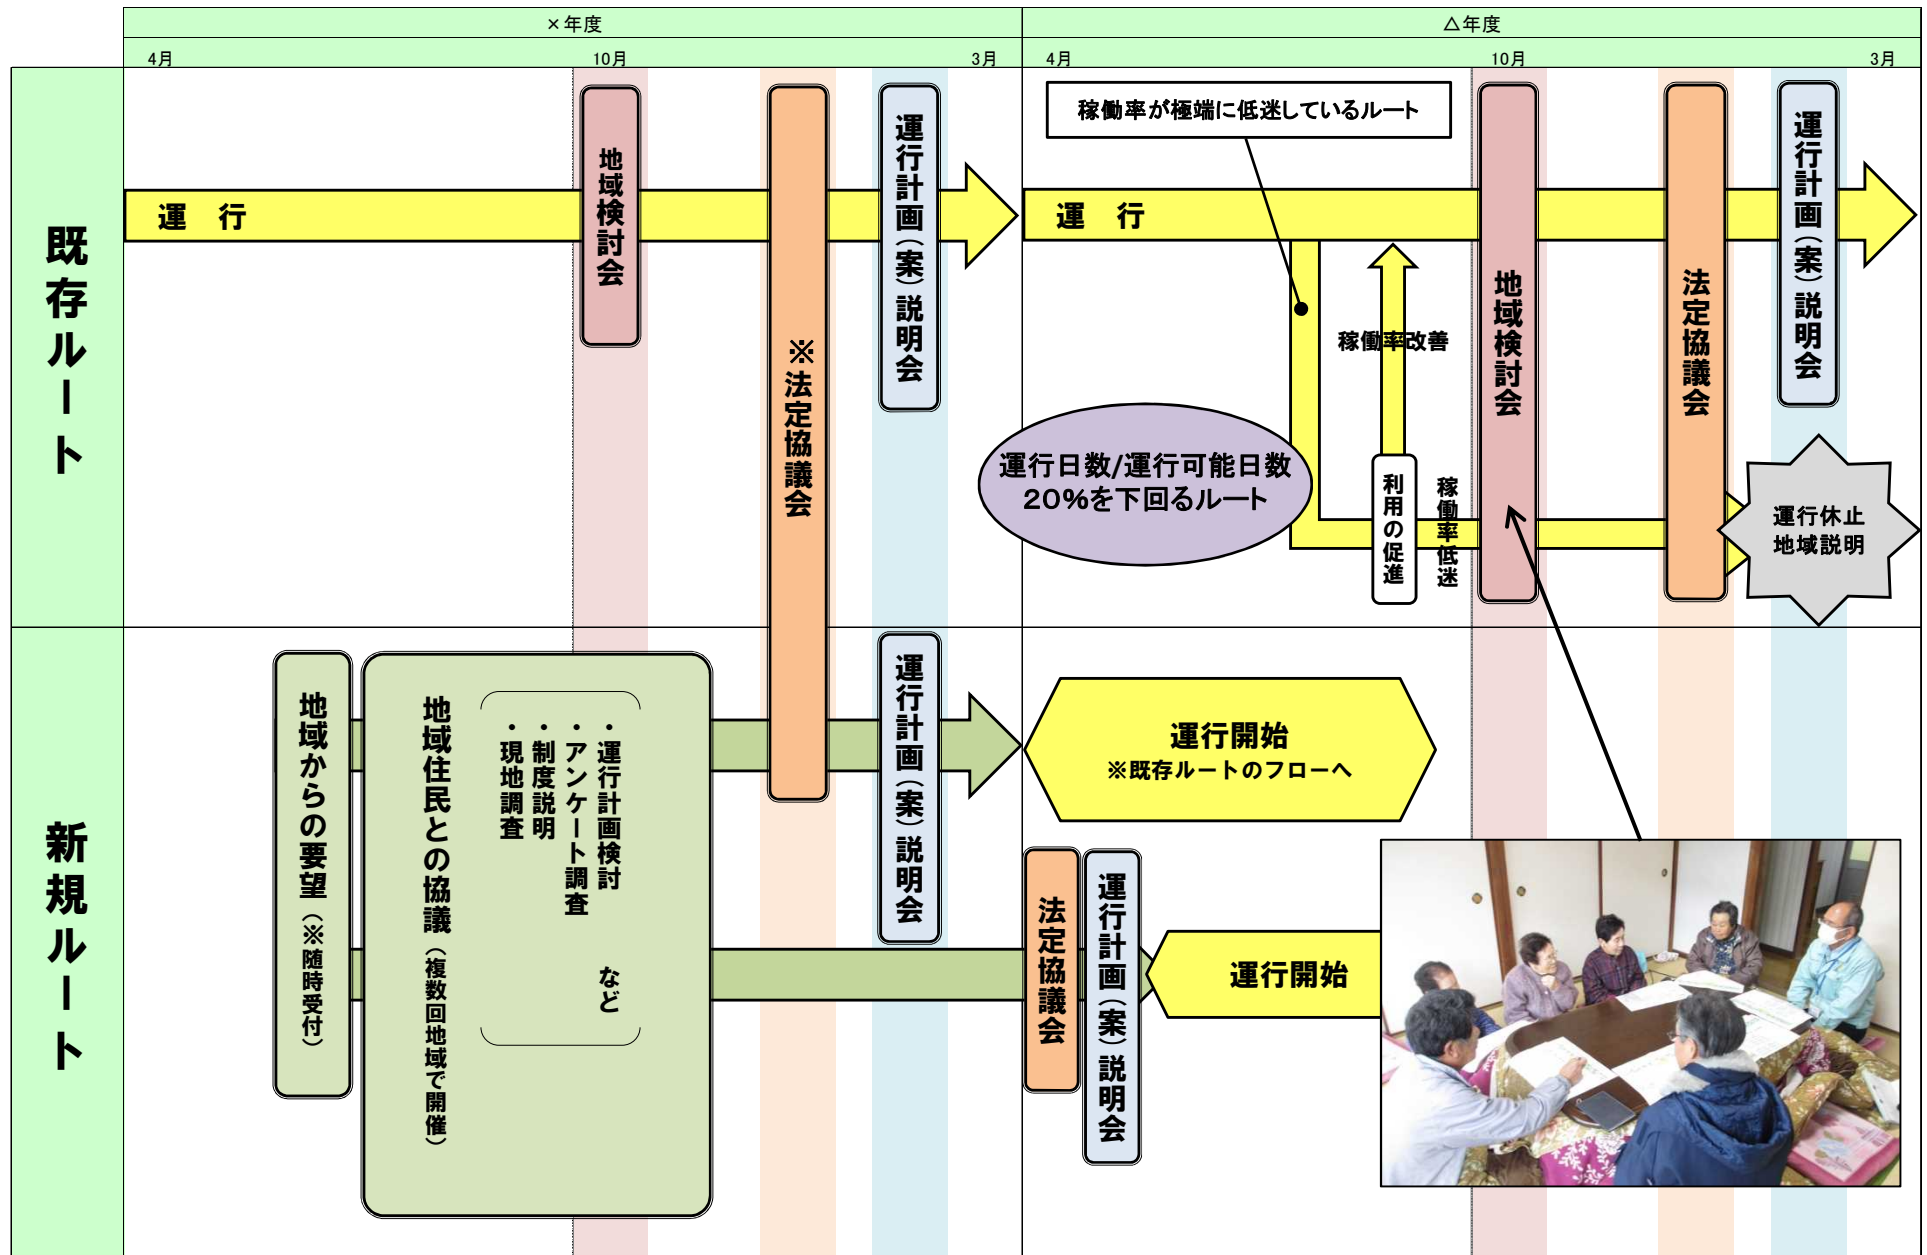 ×年度
△年度
4月
10月
3月
4月
10月
3月
既存ルート
運　行
地域検討会
※法定協議会
運行計画（案）説明会
稼働率が極端に低迷しているルート
運　行
稼働率改善
運行日数/運行可能日数
20%を下回るルート
利用の促進
稼働率低迷
地域検討会
法定協議会
運行計画（案）説明会
運行休止
地域説明
新規ルート
地域からの要望（※随時受付）
地域住民との協議（複数回地域で開催）
・運行計画検討　など
・アンケート調査
・制度説明
・現地調査
運行計画（案）説明会
運行開始
※既存ルートのフローへ
法定協議会
運行計画（案）説明会
運行開始